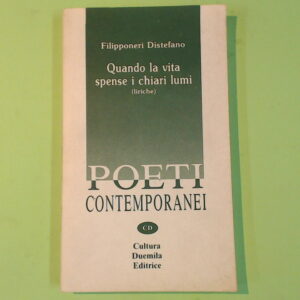 Filipponeri Distefano
Quando la vita
spense i chiari lumi
(liriche)
POETI
CONTEMPORANEI
CD
Cultura
Duemila
Editrice